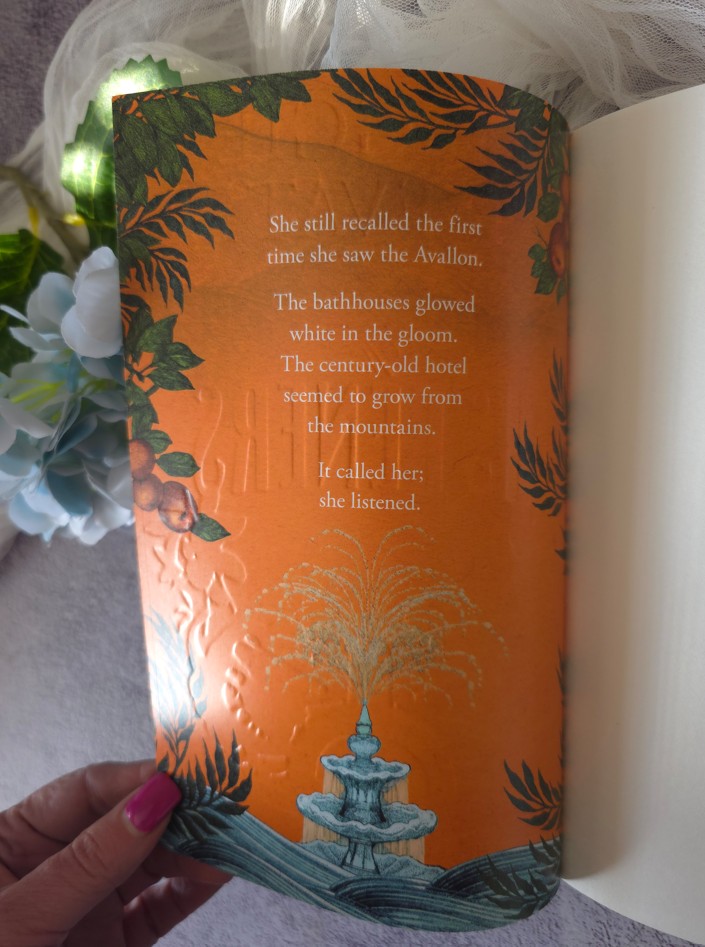 She still recalled the first
time she saw the Avallon.
The bathhouses glowed
white in the gloom.
The century-old hotel
seemed to grow from
the mountains.
It called her;
she listened.